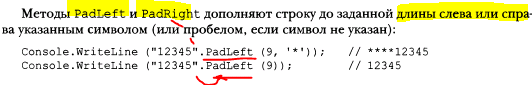 Методы PadLeft и PadRight дополняют строку до заданной длины слева или спра-
ва указанным символом (или пробелом, если символ не указан):
Console.WriteLine ("12345".PadLeft (9, '*')); // ****12345
Console.WriteLine ("12345".PadLeft (9)); // 12345